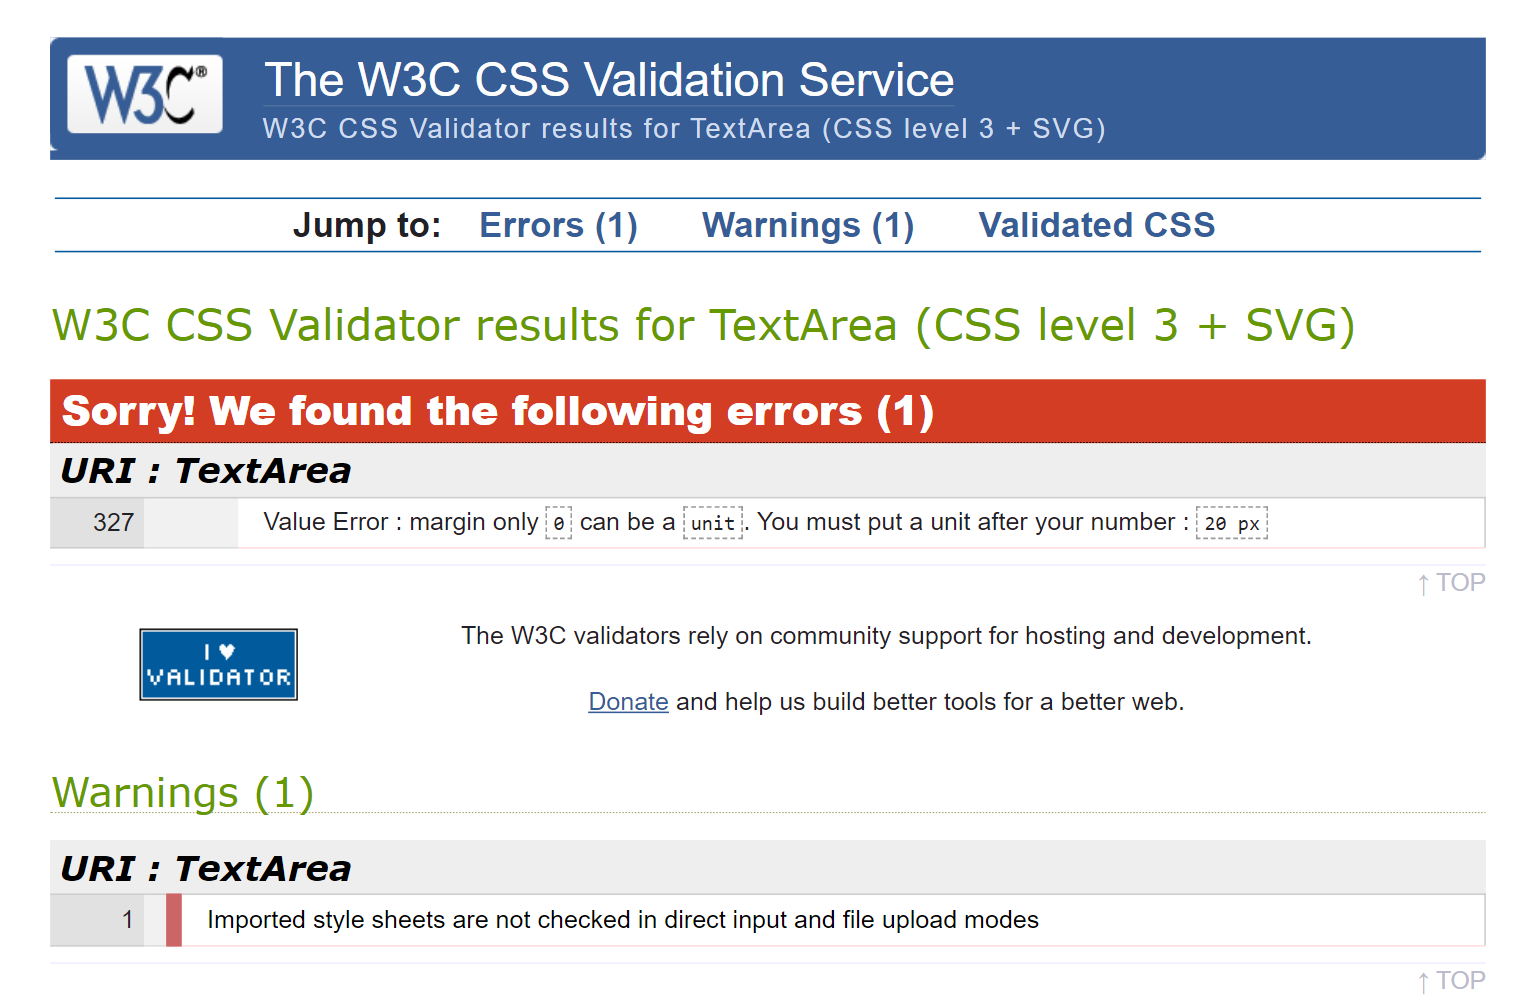 W3C®
The W3C CSS Validation Service
W3C CSS Validator results for TextArea (CSS level 3 + SVG)
Jump to: Errors (1) Warnings (1) Validated CSS
W3C CSS Validator results for TextArea (CSS level 3 + SVG)
Sorry! We found the following errors (1)
URI : TextArea
327 Value Error : margin only 0 can be a unit. You must put a unit after your number : 20 px
↑ TOP
I ♥
VALIDATOR
The W3C validators rely on community support for hosting and development.
Donate and help us build better tools for a better web.
Warnings (1)
URI : TextArea
1 Imported style sheets are not checked in direct input and file upload modes
↑ TOP